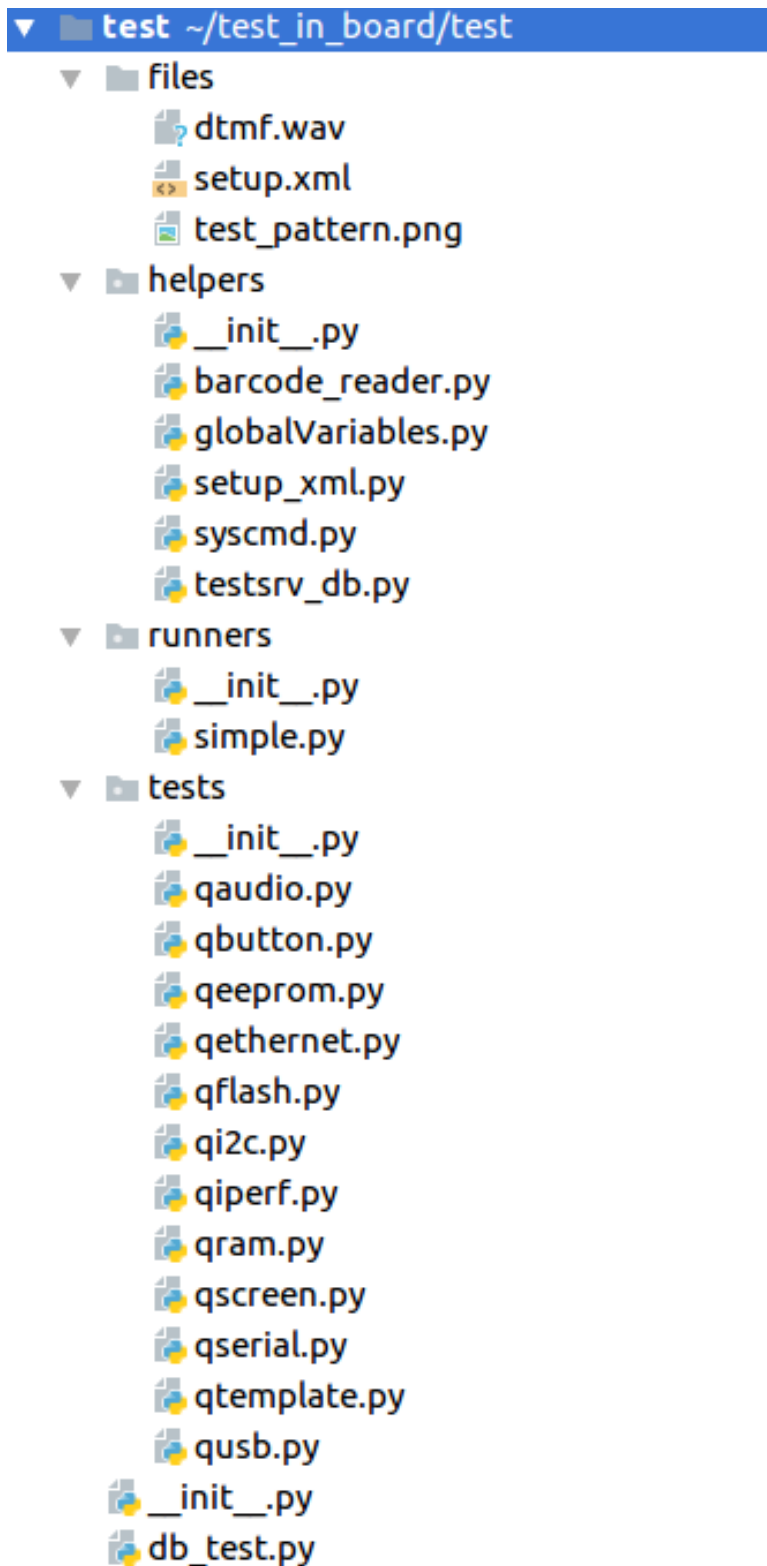 test ~/test_in_board/test
files
dtmf.wav
setup.xml
test_pattern.png
helpers
__init__.py
barcode_reader.py
globalVariables.py
setup_xml.py
syscmd.py
testsrv_db.py
runners
__init__.py
simple.py
tests
__init__.py
qaudio.py
qbutton.py
qeeprom.py
qethernet.py
qflash.py
qi2c.py
qiperf.py
qram.py
qscreen.py
qserial.py
qtemplate.py
qusb.py
__init__.py
db_test.py